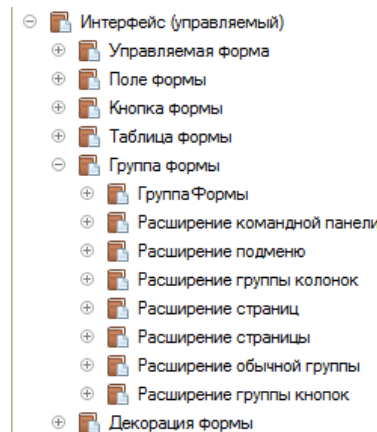 Интерфейс (управляемый)
Управляемая форма
Поле формы
Кнопка формы
Таблица формы
Группа формы
ГруппаФормы
Расширение командной панели
Расширение подменю
Расширение группы колонок
Расширение страниц
Расширение страницы
Расширение обычной группы
Расширение группы кнопок
Декорация формы